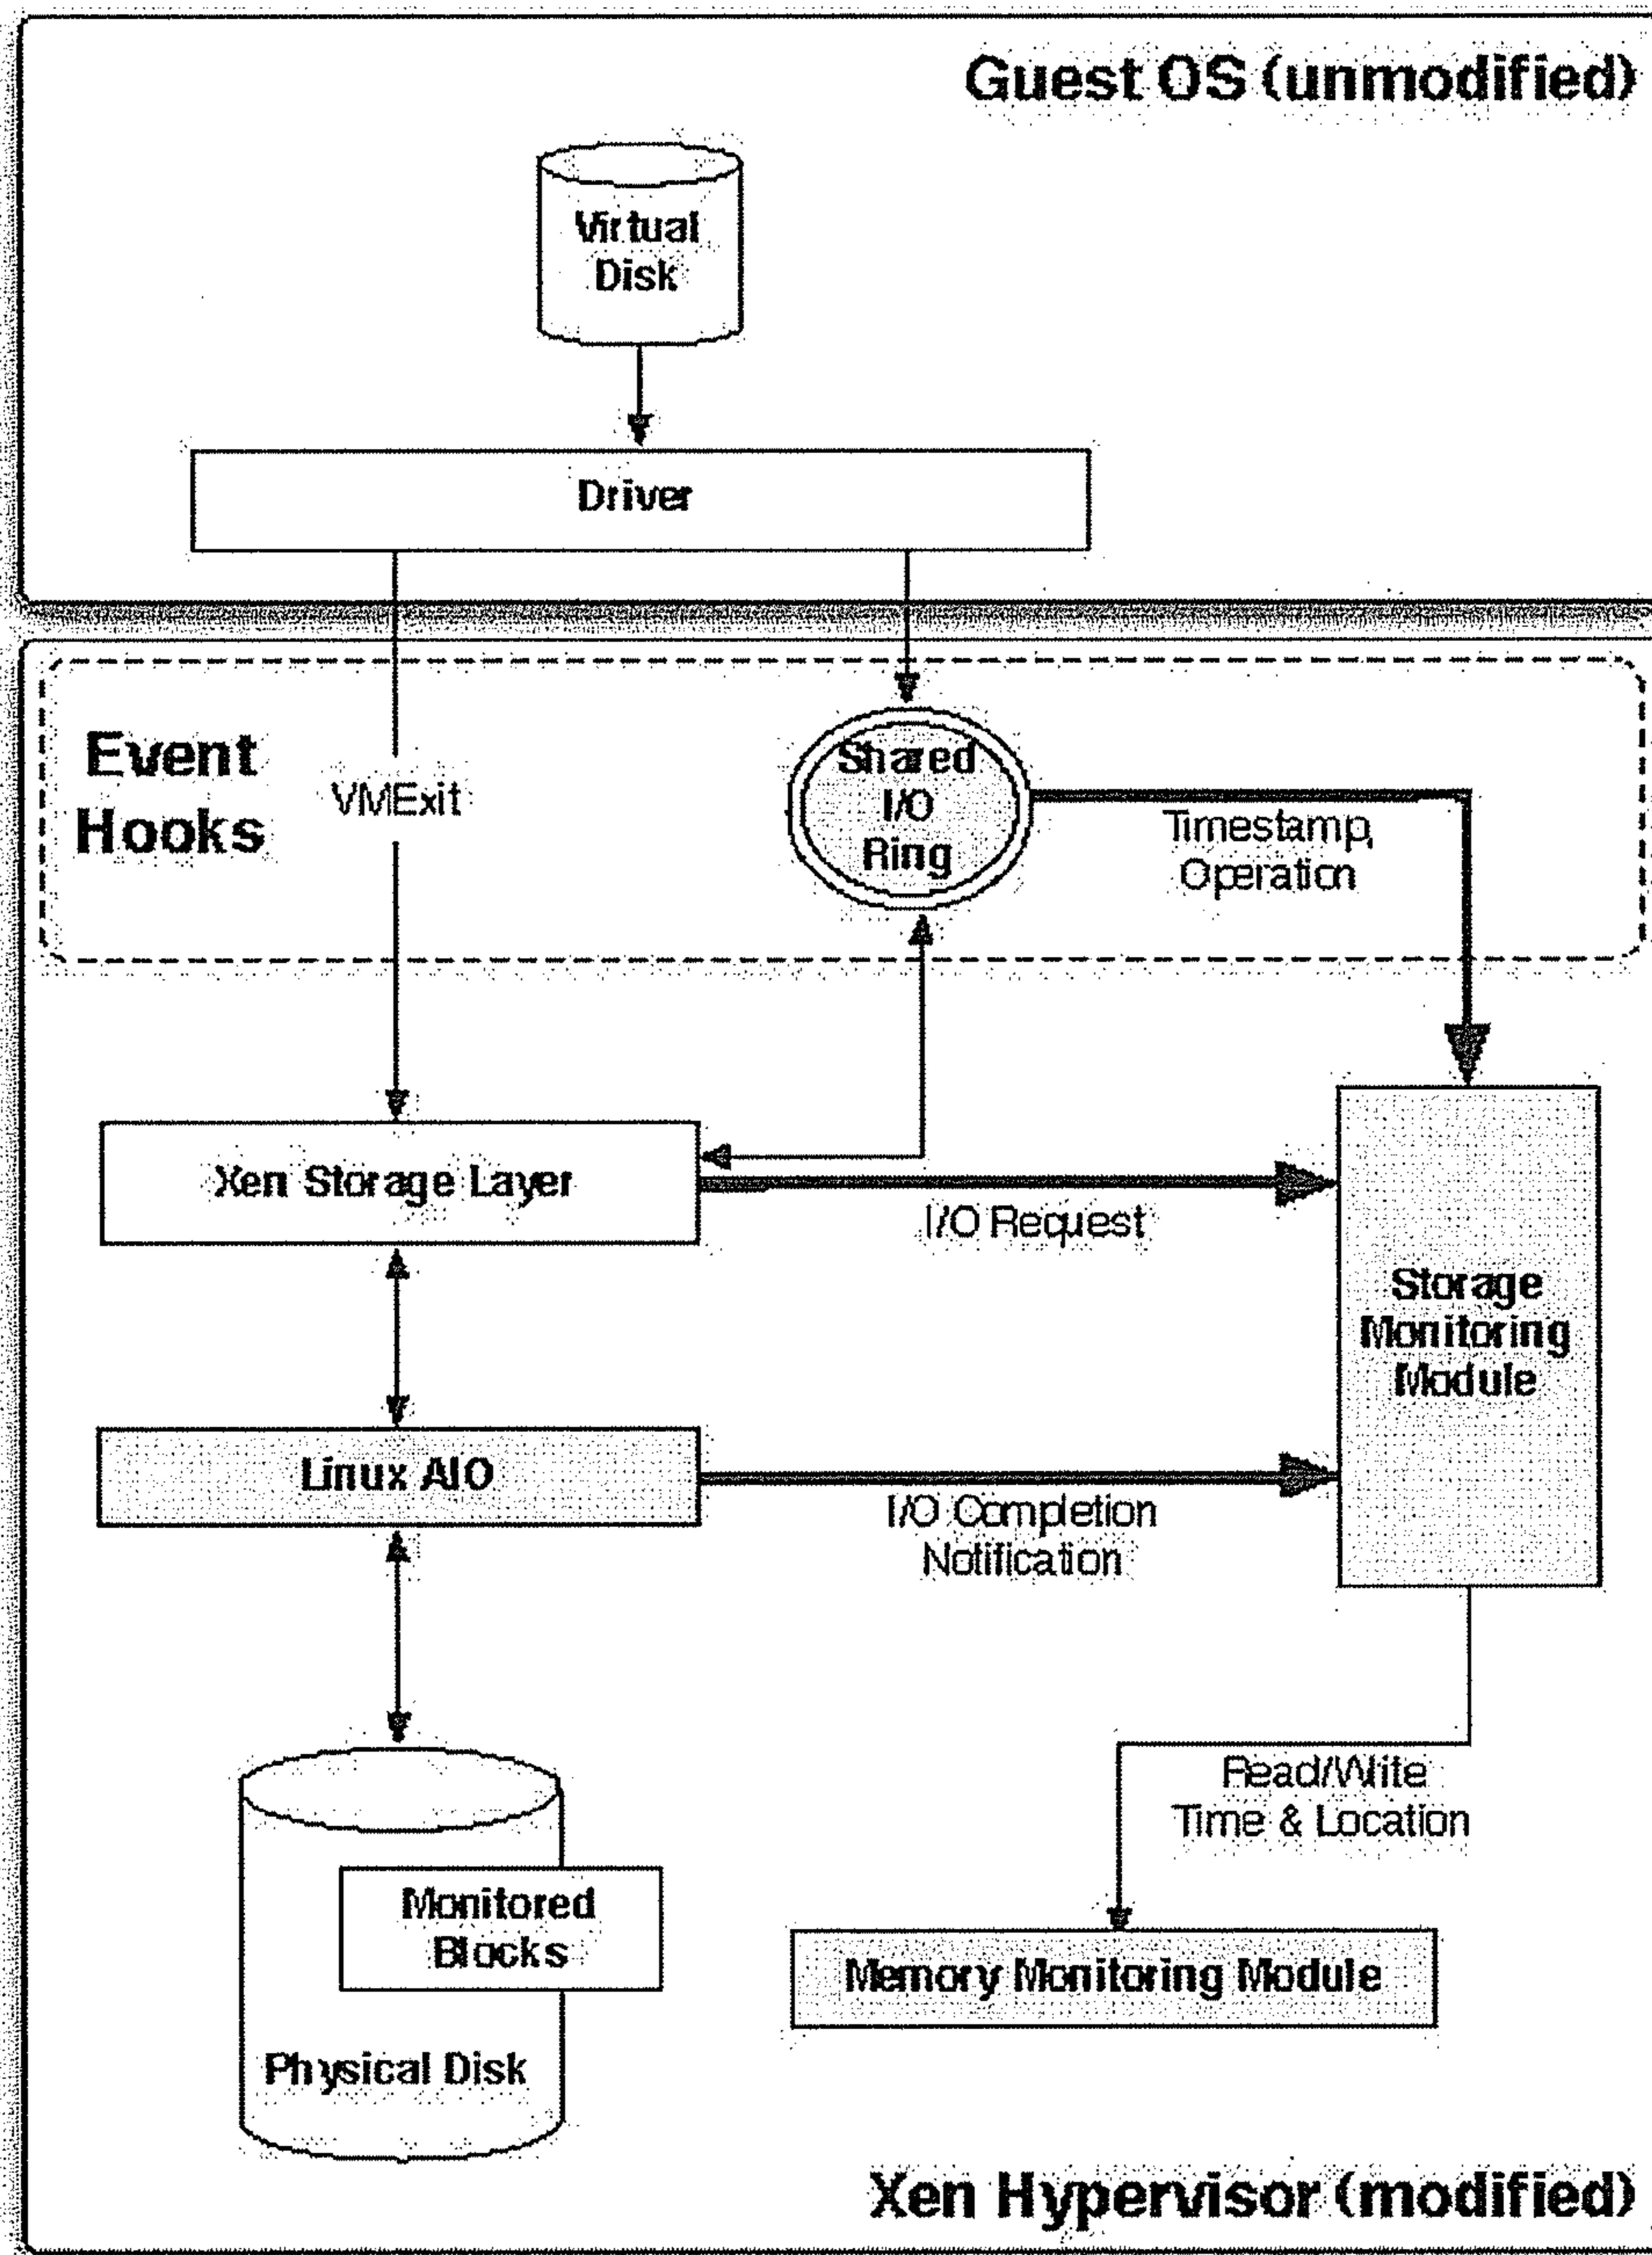 Guest OS (unmodified)
Virtual
Disk
Driver
Event
Hooks
VMExit
Shared
I/O
Ring
Timestamp,
Operation
Xen Storage Layer
I/O Request
Storage
Monitoring
Module
Linux AIO
I/O Completion
Notification
Read/Write
Time & Location
Monitored
Blocks
Memory Monitoring Module
Physical Disk
Xen Hypervisor (modified)